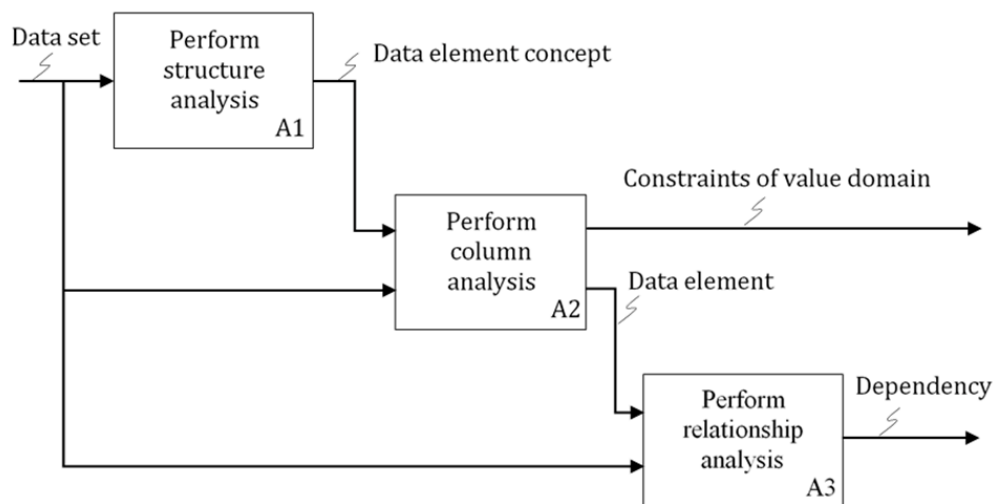 Data set
Perform
structure
analysis
A1
Data element concept
Constraints of value domain
Perform
column
analysis
A2
Data element
Perform
relationship
analysis
A3
Dependency